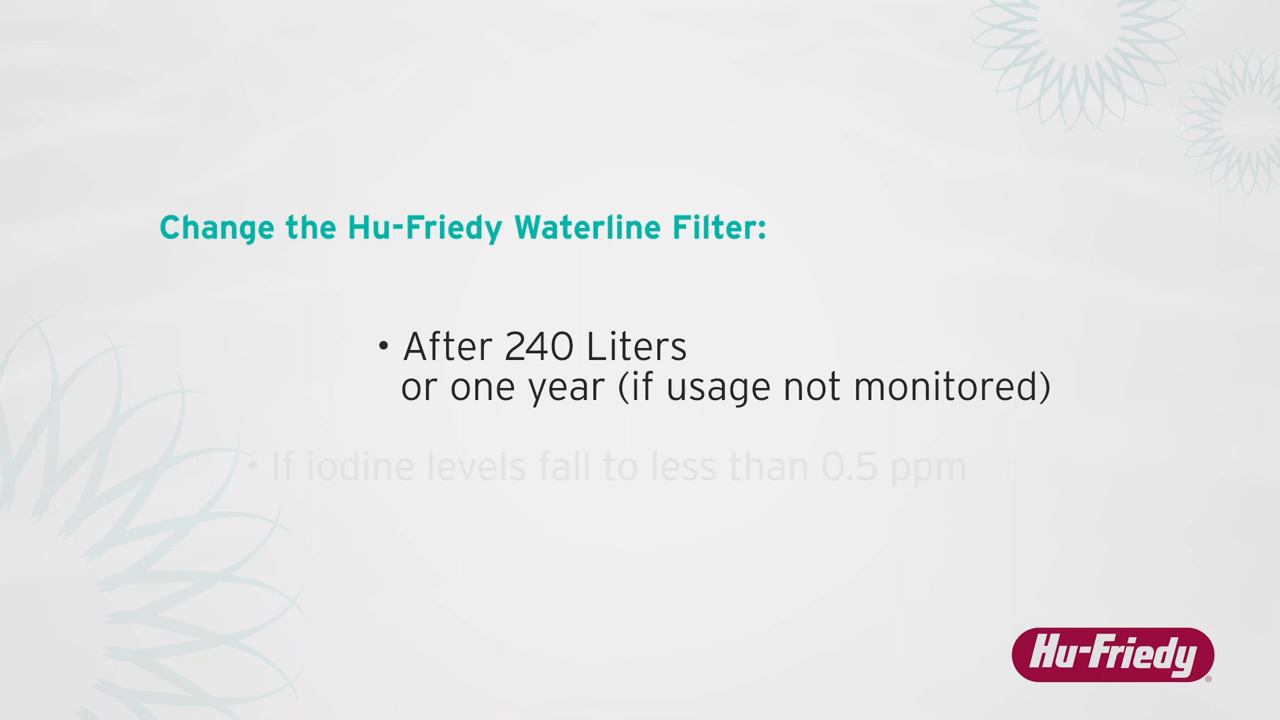 Change the Hu-Friedy Waterline Filter:
• After 240 Liters
or one year (if usage not monitored)
• If iodine levels fall to less than 0.5 ppm
Hu-Friedy®